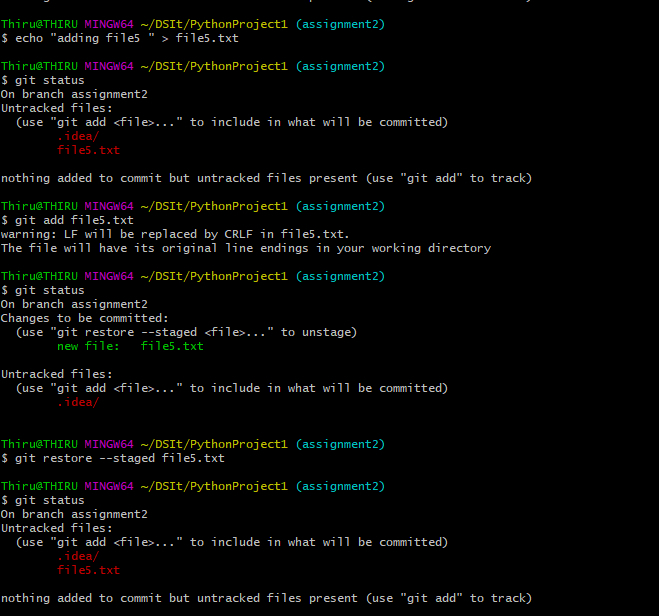 Thiru@THIRU MINGW64 ~/DSIt/PythonProject1 (assignment2)
$ echo "adding file5 " > file5.txt

Thiru@THIRU MINGW64 ~/DSIt/PythonProject1 (assignment2)
$ git status
On branch assignment2
Untracked files:
  (use "git add <file>..." to include in what will be committed)
        .idea/
        file5.txt

nothing added to commit but untracked files present (use "git add" to track)

Thiru@THIRU MINGW64 ~/DSIt/PythonProject1 (assignment2)
$ git add file5.txt
warning: LF will be replaced by CRLF in file5.txt.
The file will have its original line endings in your working directory

Thiru@THIRU MINGW64 ~/DSIt/PythonProject1 (assignment2)
$ git status
On branch assignment2
Changes to be committed:
  (use "git restore --staged <file>..." to unstage)
        new file:   file5.txt

Untracked files:
  (use "git add <file>..." to include in what will be committed)
        .idea/


Thiru@THIRU MINGW64 ~/DSIt/PythonProject1 (assignment2)
$ git restore --staged file5.txt

Thiru@THIRU MINGW64 ~/DSIt/PythonProject1 (assignment2)
$ git status
On branch assignment2
Untracked files:
  (use "git add <file>..." to include in what will be committed)
        .idea/
        file5.txt

nothing added to commit but untracked files present (use "git add" to track)